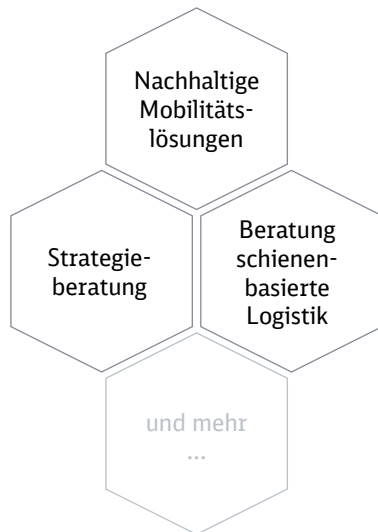 Nachhaltige
Mobilitäts-
lösungen
Strategie-
beratung
Beratung
schienen-
basierte
Logistik
und mehr
...